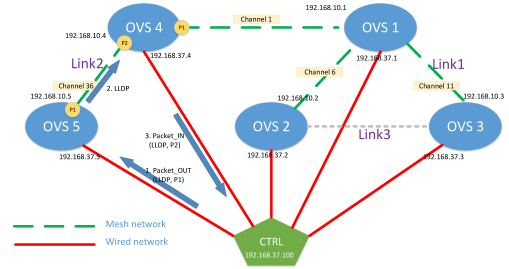 192.168.10.1
OVS 4
P1
Channel 1
OVS 1
192.168.10.4
P2
192.168.37.4
192.168.37.1
Link2
Channel 6
Link1
Channel 36
2. LLDP
Channel 11
192.168.10.5
192.168.10.2
192.168.10.3
P1
OVS 5
3. Packet_IN
(LLDP, P2)
OVS 2
Link3
OVS 3
192.168.37.5
192.168.37.2
192.168.37.3
1. Packet_OUT
(LLDP, P1)
Mesh network
Wired network
CTRL
192.168.37.100